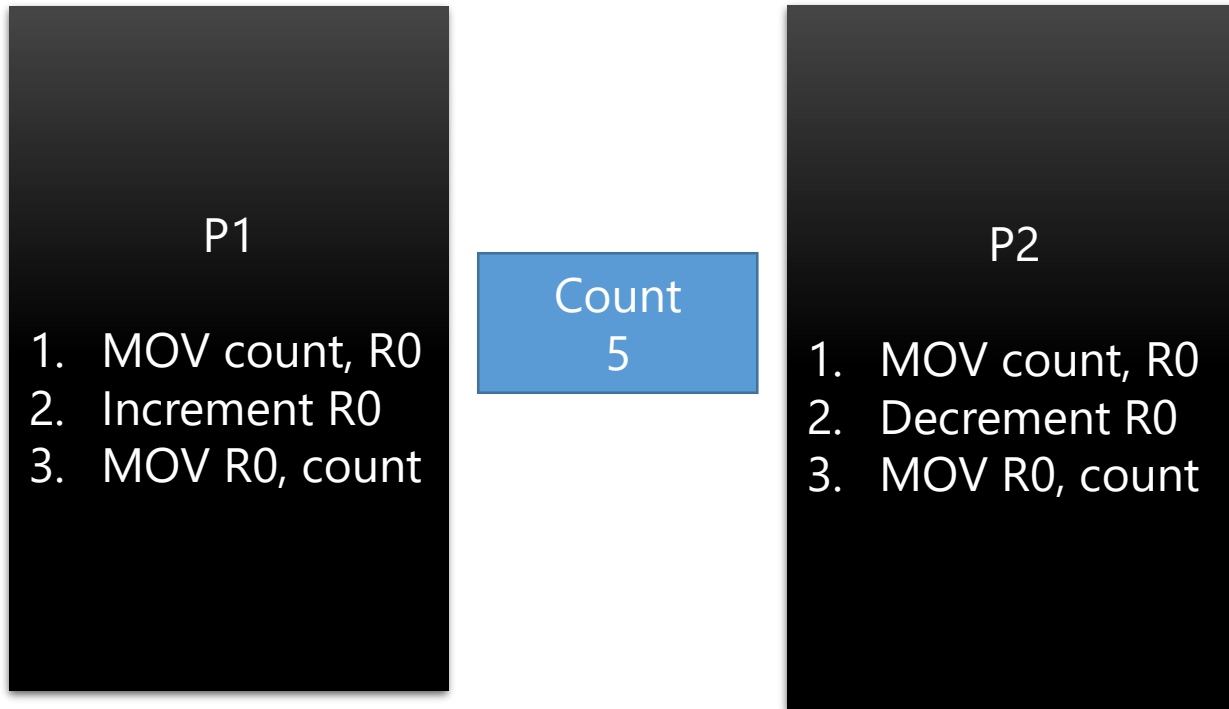 P1
1. MOV count, R0
2. Increment R0
3. MOV R0, count
Count
5
P2
1. MOV count, R0
2. Decrement R0
3. MOV R0, count